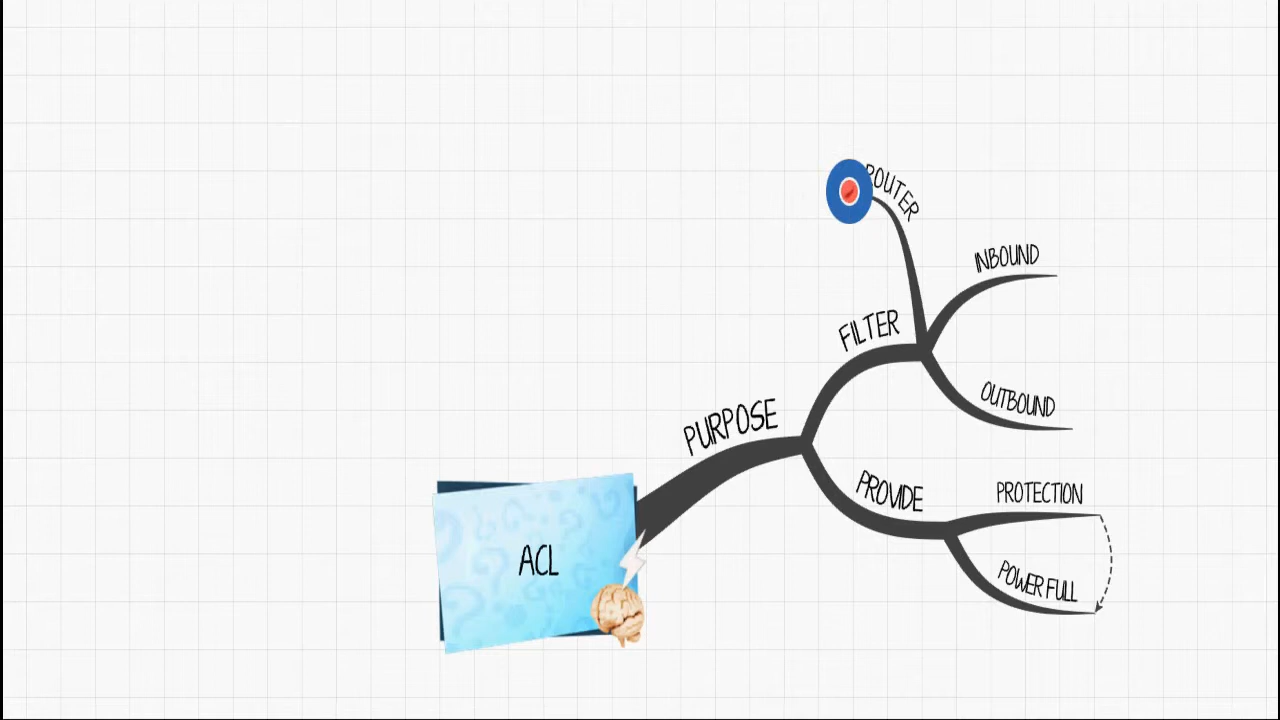 ROUTER
INBOUND
FILTER
OUTBOUND
PURPOSE
PROVIDE
PROTECTION
POWER FULL
ACL